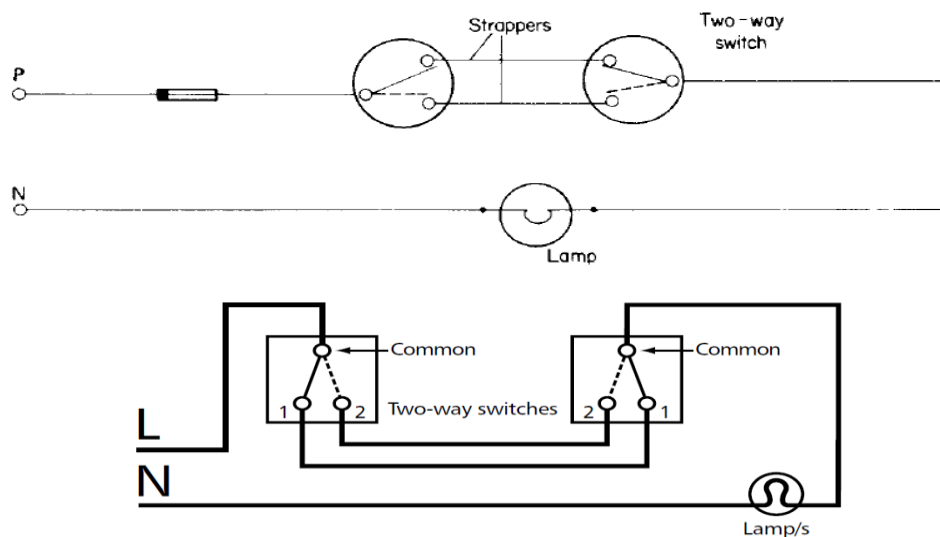 Strappers
Two-way
switch
P
N
Lamp
Common
Common
1
2
Two-way switches
2
1
L
N
Lamp/s